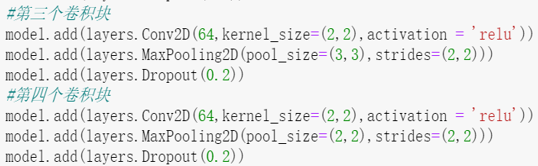 #第三个卷积块
model.add(layers.Conv2D(64,kernel_size=(2,2),activation = 'relu'))
model.add(layers.MaxPooling2D(pool_size=(3,3),strides=(2,2)))
model.add(layers.Dropout(0.2))
#第四个卷积块
model.add(layers.Conv2D(64,kernel_size=(2,2),activation = 'relu'))
model.add(layers.MaxPooling2D(pool_size=(2,2),strides=(2,2)))
model.add(layers.Dropout(0.2))